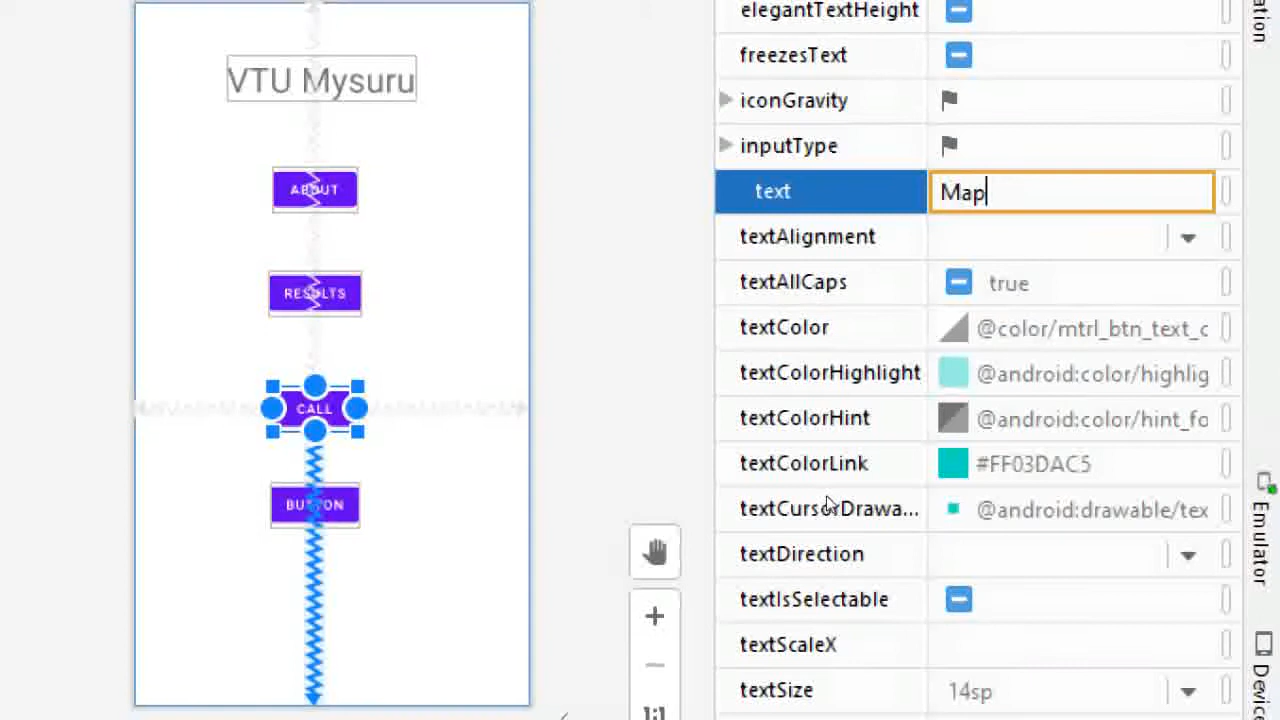 VTU Mysuru
ABOUT
RESULTS
CALL
BUTTON
elegantTextHeight
freezesText
iconGravity
inputType
text Map
textAlignment
textAllCaps true
textColor @color/mtrl_btn_text_c
textColorHighlight @android:color/highlig
textColorHint @android:color/hint_fo
textColorLink #FF03DAC5
textCursorDrawa... @android:drawable/tex
textDirection
textIsSelectable
textScaleX
textSize 14sp
1:1
ation
Emulator
Device